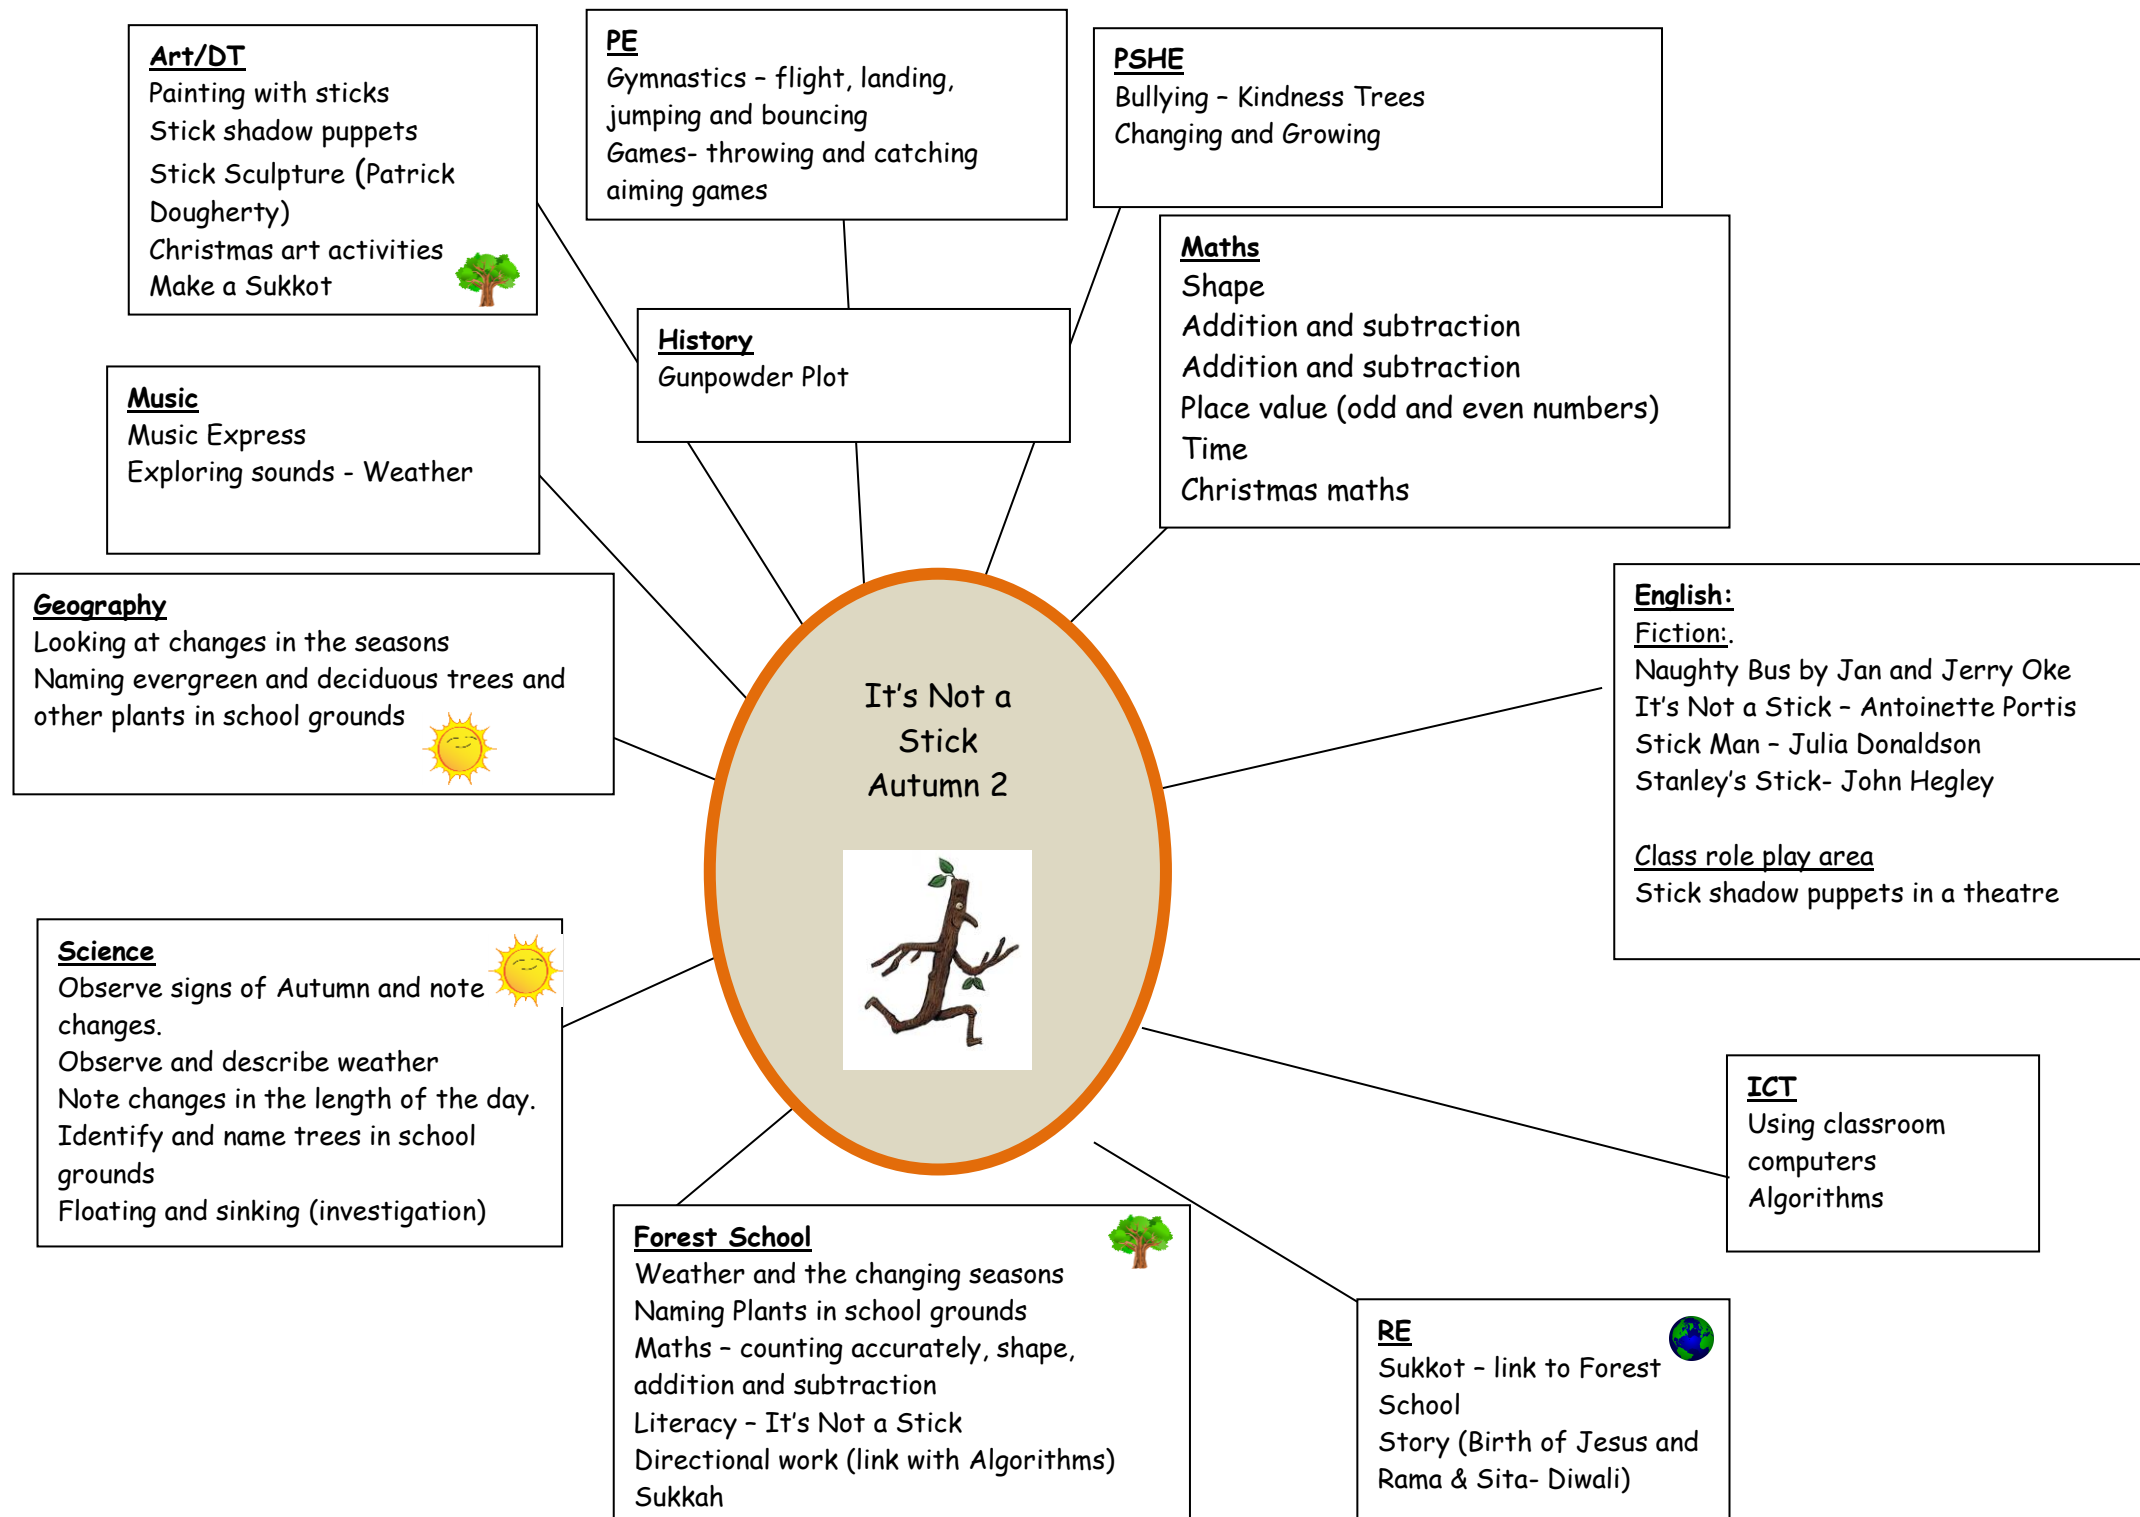 Art/DT
Painting with sticks
Stick shadow puppets
Stick Sculpture (Patrick
Dougherty)
Christmas art activities
Make a Sukkot
PE
Gymnastics – flight, landing,
jumping and bouncing
Games- throwing and catching
aiming games
PSHE
Bullying – Kindness Trees
Changing and Growing
Maths
Shape
Addition and subtraction
Addition and subtraction
Place value (odd and even numbers)
Time
Christmas maths
History
Gunpowder Plot
Music
Music Express
Exploring sounds - Weather
Geography
Looking at changes in the seasons
Naming evergreen and deciduous trees and
other plants in school grounds
It's Not a
Stick
Autumn 2
English:
Fiction:.
Naughty Bus by Jan and Jerry Oke
It's Not a Stick – Antoinette Portis
Stick Man – Julia Donaldson
Stanley's Stick- John Hegley
Class role play area
Stick shadow puppets in a theatre
Science
Observe signs of Autumn and note
changes.
Observe and describe weather
Note changes in the length of the day.
Identify and name trees in school
grounds
Floating and sinking (investigation)
ICT
Using classroom
computers
Algorithms
Forest School
Weather and the changing seasons
Naming Plants in school grounds
Maths – counting accurately, shape,
addition and subtraction
Literacy – It's Not a Stick
Directional work (link with Algorithms)
Sukkah
RE
Sukkot – link to Forest
School
Story (Birth of Jesus and
Rama & Sita- Diwali)